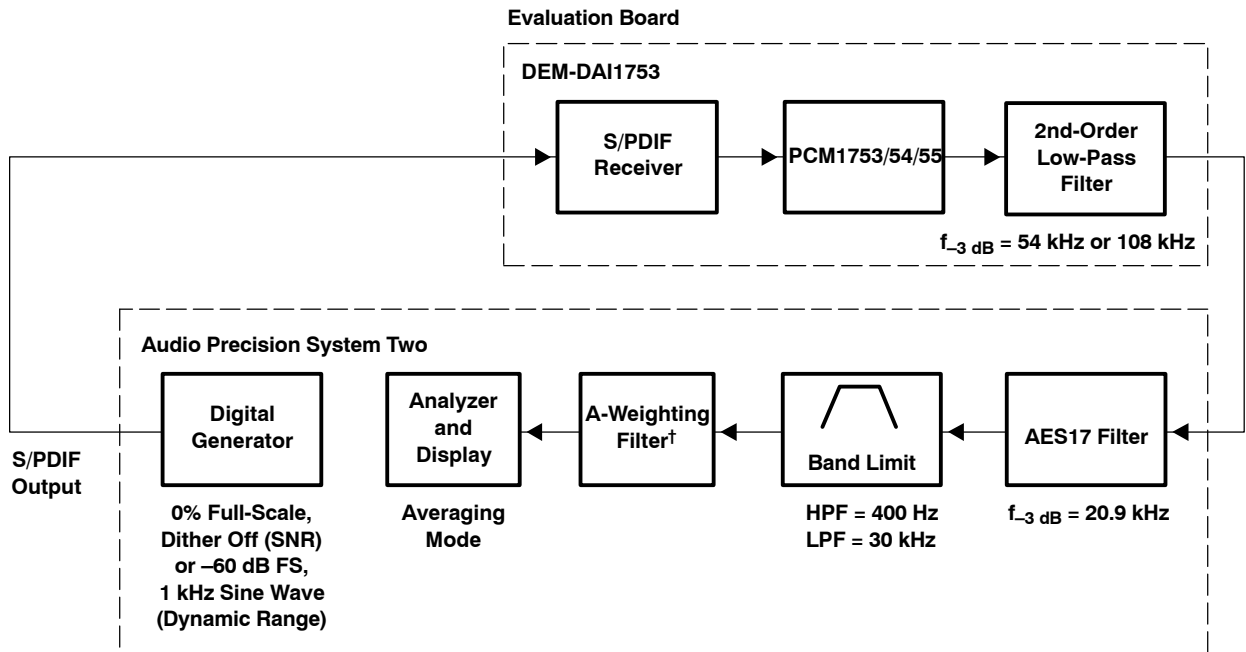 Evaluation Board
DEM-DAI1753
S/PDIF
Receiver
PCM1753/54/55
2nd-Order
Low-Pass
Filter
f–3 dB = 54 kHz or 108 kHz
Audio Precision System Two
Digital
Generator
Analyzer
and
Display
A-Weighting
Filter†
Band Limit
AES17 Filter
S/PDIF
Output
0% Full-Scale,
Dither Off (SNR)
or –60 dB FS,
1 kHz Sine Wave
(Dynamic Range)
Averaging
Mode
HPF = 400 Hz
LPF = 30 kHz
f–3 dB = 20.9 kHz